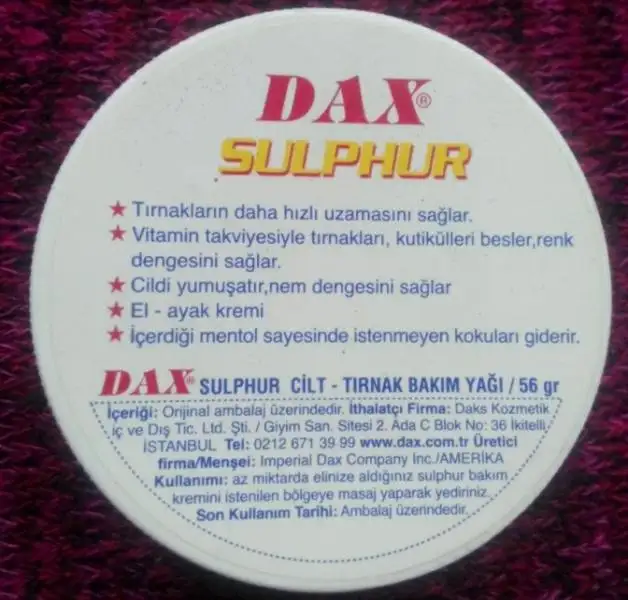 DAX®
SULPHUR
★ Tırnakların daha hızlı uzamasını sağlar.
★ Vitamin takviyesiyle tırnakları, kutikülleri besler,renk
dengesini sağlar.
★ Cildi yumuşatır,nem dengesini sağlar
★ El - ayak kremi
★ İçerdiği mentol sayesinde istenmeyen kokuları giderir.
DAX® SULPHUR CİLT - TIRNAK BAKIM YAĞI / 56 gr
İçeriği: Orijinal ambalaj üzerindedir. İthalatçı Firma: Daks Kozmetik
iç ve Dış Tic. Ltd. Şti. / Giyim San. Sitesi 2. Ada C Blok No: 36 İkitelli
İSTANBUL Tel: 0212 671 39 99 www.dax.com.tr Üretici
firma/Menşei: Imperial Dax Company Inc./AMERİKA
Kullanımı: az miktarda elinize aldığınız sulphur bakım
kremini istenilen bölgeye masaj yaparak yediriniz.
Son Kullanım Tarihi: Ambalaj üzerindedir.